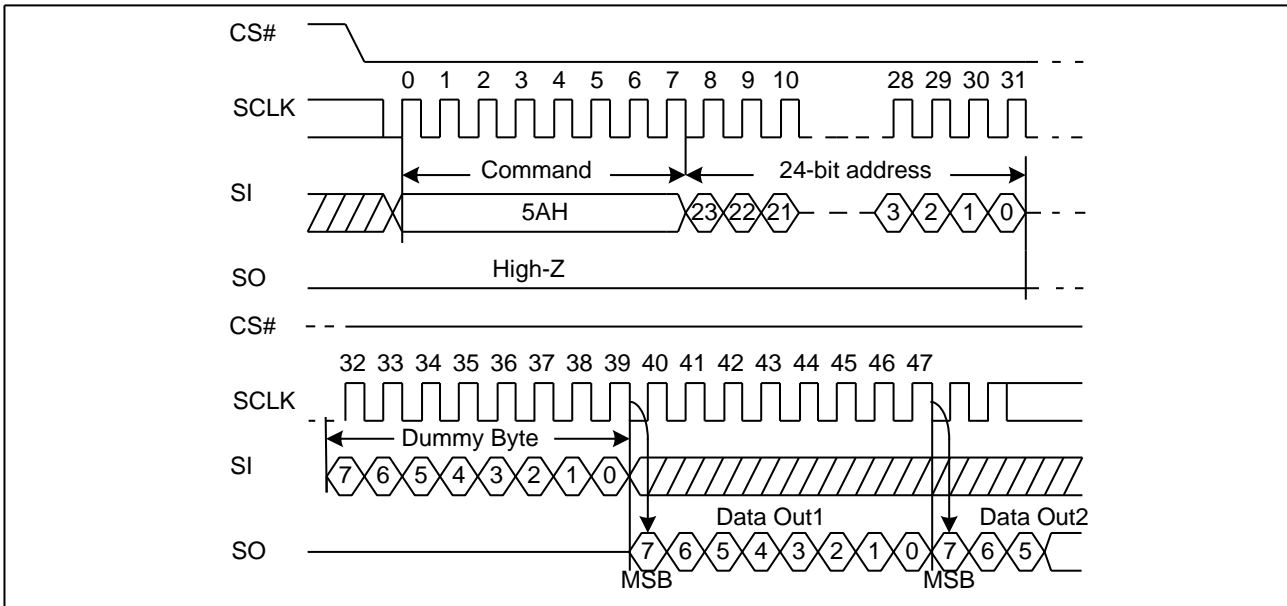 CS#
0 1 2 3 4 5 6 7 8 9 10 28 29 30 31
SCLK
Command 24-bit address
SI
5AH 23 22 21 3 2 1 0
High-Z
SO
CS#
32 33 34 35 36 37 38 39 40 41 42 43 44 45 46 47
SCLK
Dummy Byte
SI
7 6 5 4 3 2 1 0
Data Out1 Data Out2
SO
7 6 5 4 3 2 1 0 7 6 5
MSB MSB